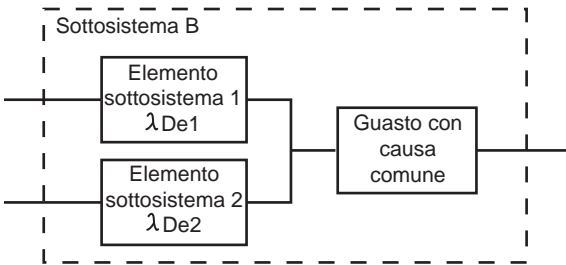 Sottosistema B
Elemento
sottosistema 1
λDe1
Elemento
sottosistema 2
λDe2
Guasto con
causa
comune